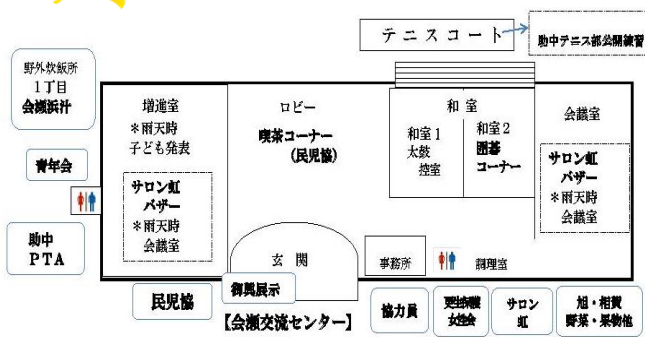 テニスコート
助中テニス部公開練習
野外炊飯所
1丁目
会瀬浜汁
増進室
*雨天時
子ども発表
ロビー
喫茶コーナー
(民児協)
和室
和室1
太鼓
控室
和室2
囲碁
コーナー
会議室
青年会
サロン虹
バザー
*雨天時
会議室
サロン虹
バザー
*雨天時
会議室
助中
PTA
玄関
事務所
調理室
民児協
御輿展示
【会瀬交流センター】
協力員
更生保護
女性会
サロン
虹
旭・相賀
野菜・果物他